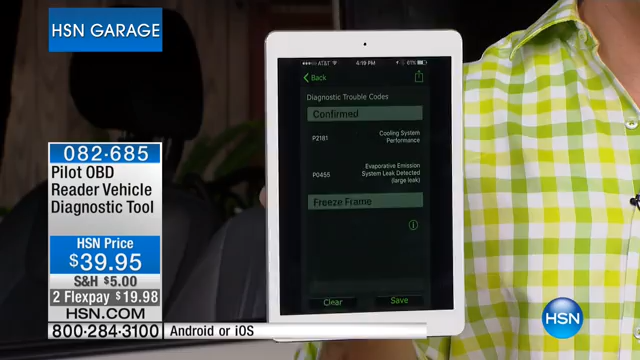 HSN GARAGE
AT&T 4:19 PM 61%
Back
Diagnostic Trouble Codes
Confirmed
P2181 Cooling System
Performance
P0455 Evaporative Emission
System Leak Detected
(large leak)
Freeze Frame
Clear Save
082-685
Pilot OBD
Reader Vehicle
Diagnostic Tool
HSN Price
$39.95
S&H $5.00
2 Flexpay $19.98
HSN.COM
800-284-3100 Android or iOS
HSN